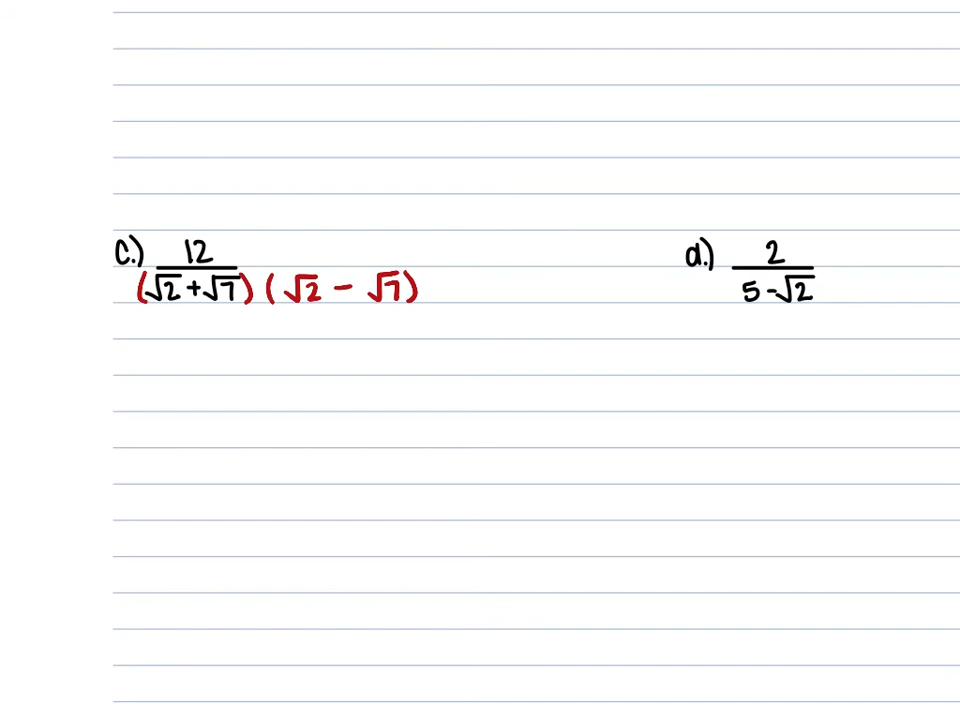 c.) 12
(√2 + √7) (√2 - √7)
d.) 2
5 - √2